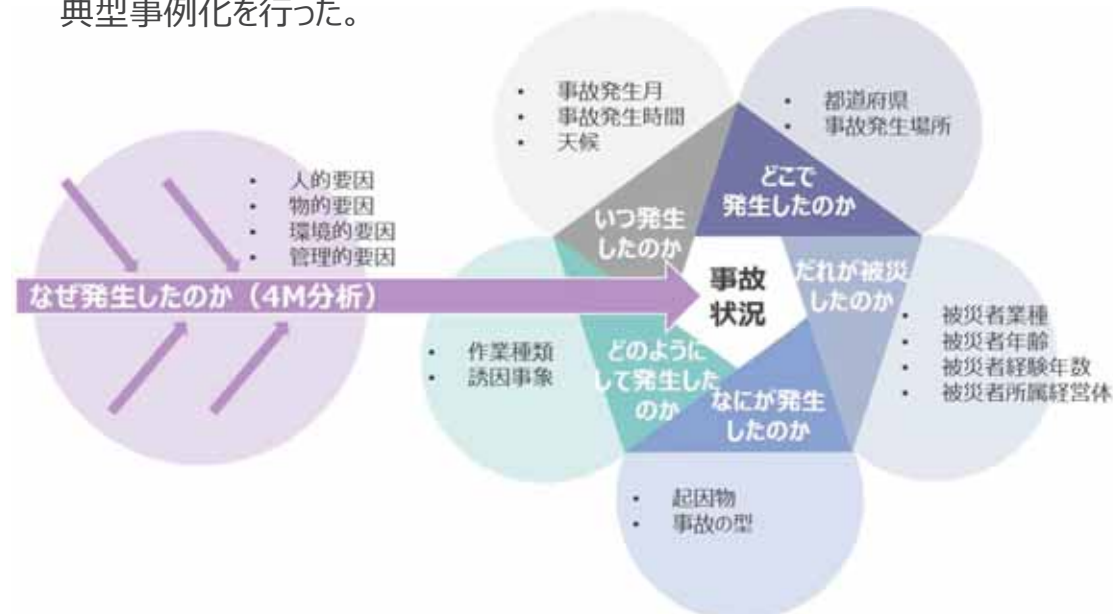 典型事例化を行った。
• 事故発生月
• 事故発生時間
• 天候
• 都道府県
• 事故発生場所
• 人的要因
• 物的要因
• 環境的要因
• 管理的要因
どこで
発生したのか
いつ発生
したのか
なぜ発生したのか（4M分析）
事故
状況
だれが被災
したのか
• 被災者業種
• 被災者年齢
• 被災者経験年数
• 被災者所属経営体
• 作業種類
• 誘因事象
どのように
して発生した
のか
なにが発生
したのか
• 起因物
• 事故の型